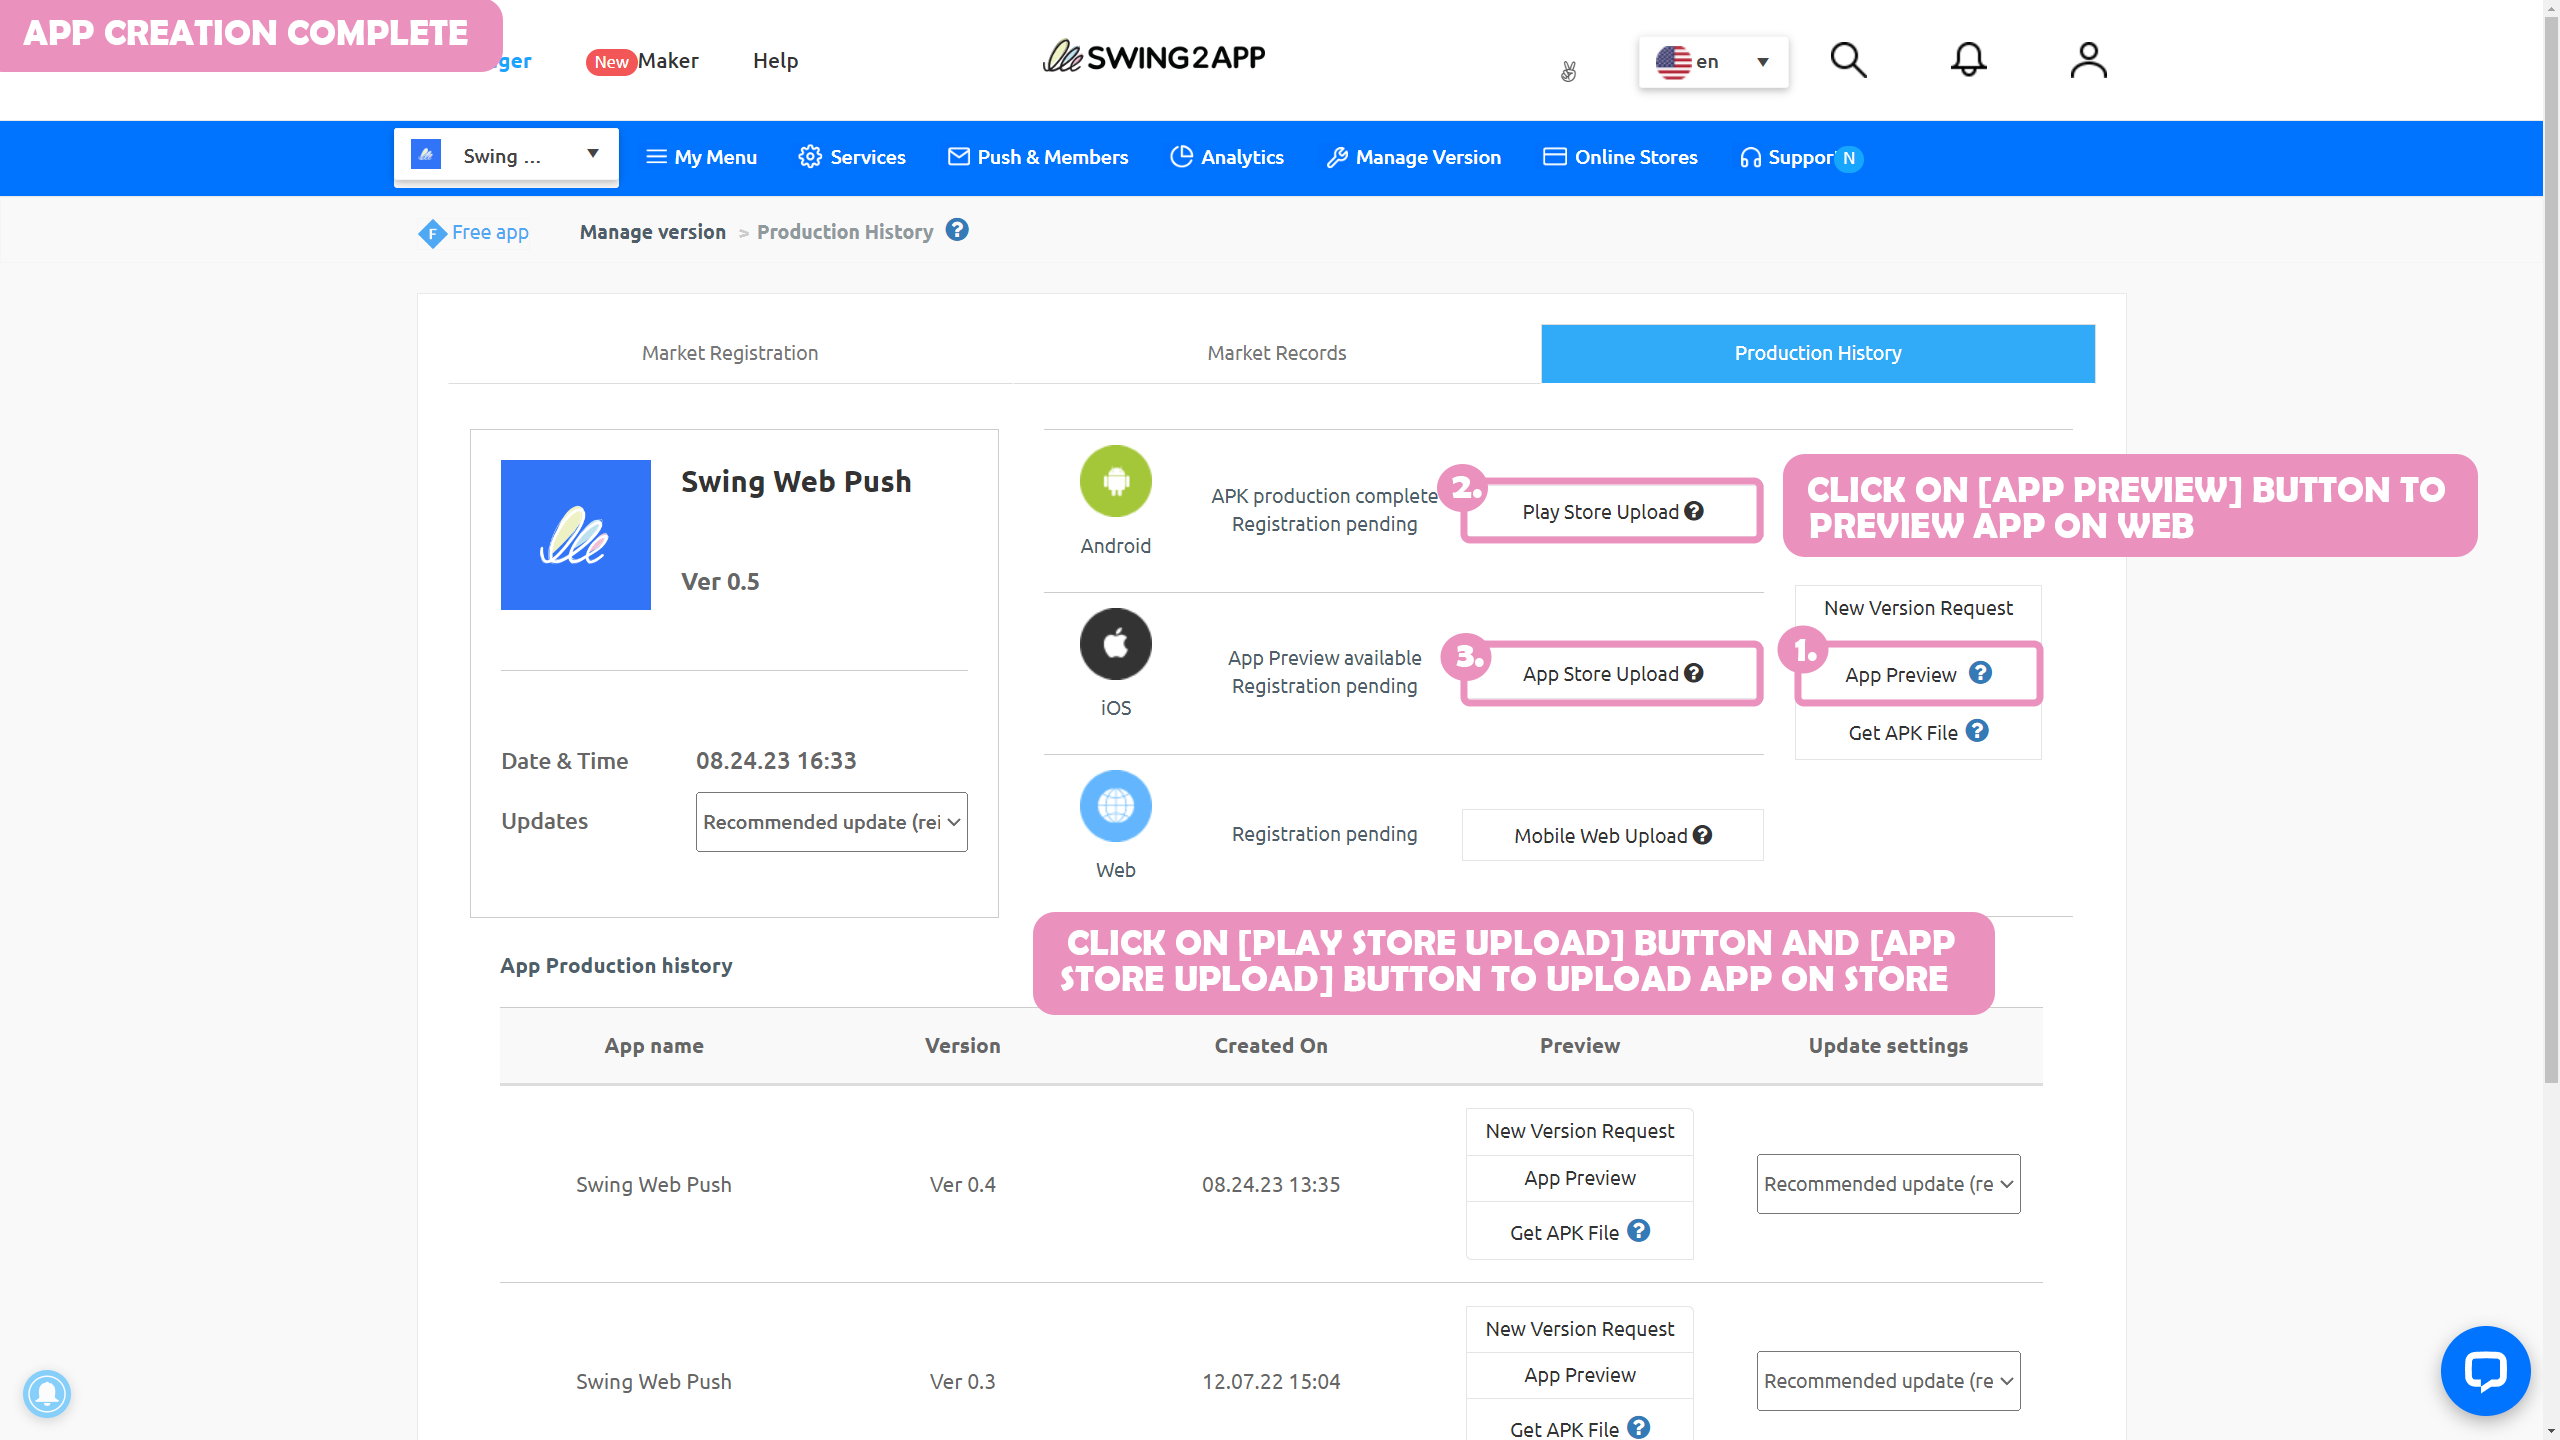 APP CREATION COMPLETE
ger
New Maker
Help
SWING2APP
en
Swing ...
My Menu
Services
Push & Members
Analytics
Manage Version
Online Stores
Suppor N
F Free app
Manage version > Production History ?
Market Registration
Market Records
Production History
Swing Web Push
Ver 0.5
Date & Time 08.24.23 16:33
Updates Recommended update (rei
Android
APK production complete
Registration pending
2.
Play Store Upload ?
CLICK ON [APP PREVIEW] BUTTON TO
PREVIEW APP ON WEB
iOS
App Preview available
Registration pending
3.
App Store Upload ?
New Version Request
1.
App Preview ?
Get APK File ?
Web
Registration pending
Mobile Web Upload ?
CLICK ON [PLAY STORE UPLOAD] BUTTON AND [APP
STORE UPLOAD] BUTTON TO UPLOAD APP ON STORE
App Production history
App name Version Created On Preview Update settings
Swing Web Push Ver 0.4 08.24.23 13:35
New Version Request
App Preview
Get APK File ?
Recommended update (re
Swing Web Push Ver 0.3 12.07.22 15:04
New Version Request
App Preview
Get APK File ?
Recommended update (re